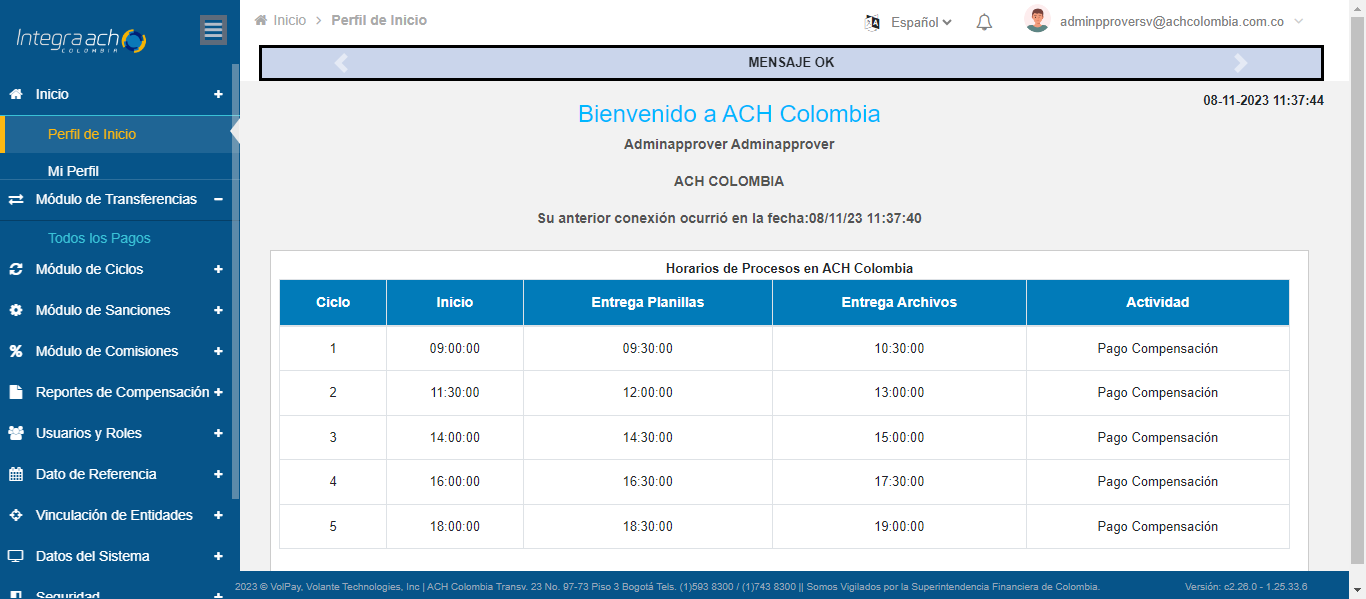 Integra ach
COLOMBIA
Inicio
Perfil de Inicio
Mi Perfil
Módulo de Transferencias
Todos los Pagos
Módulo de Ciclos
Módulo de Sanciones
Módulo de Comisiones
Reportes de Compensación
Usuarios y Roles
Dato de Referencia
Vinculación de Entidades
Datos del Sistema
Seguridad
Inicio > Perfil de Inicio
Español
adminpproversv@achcolombia.com.co
MENSAJE OK
08-11-2023 11:37:44
Bienvenido a ACH Colombia
Adminapprover Adminapprover
ACH COLOMBIA
Su anterior conexión ocurrió en la fecha:08/11/23 11:37:40
Horarios de Procesos en ACH Colombia
Ciclo Inicio Entrega Planillas Entrega Archivos Actividad
1 09:00:00 09:30:00 10:30:00 Pago Compensación
2 11:30:00 12:00:00 13:00:00 Pago Compensación
3 14:00:00 14:30:00 15:00:00 Pago Compensación
4 16:00:00 16:30:00 17:30:00 Pago Compensación
5 18:00:00 18:30:00 19:00:00 Pago Compensación
2023 © VolPay, Volante Technologies, Inc | ACH Colombia Transv. 23 No. 97-73 Piso 3 Bogotá Tels. (1)593 8300 / (1)743 8300 || Somos Vigilados por la Superintendencia Financiera de Colombia. Versión: c2.26.0 - 1.25.33.6